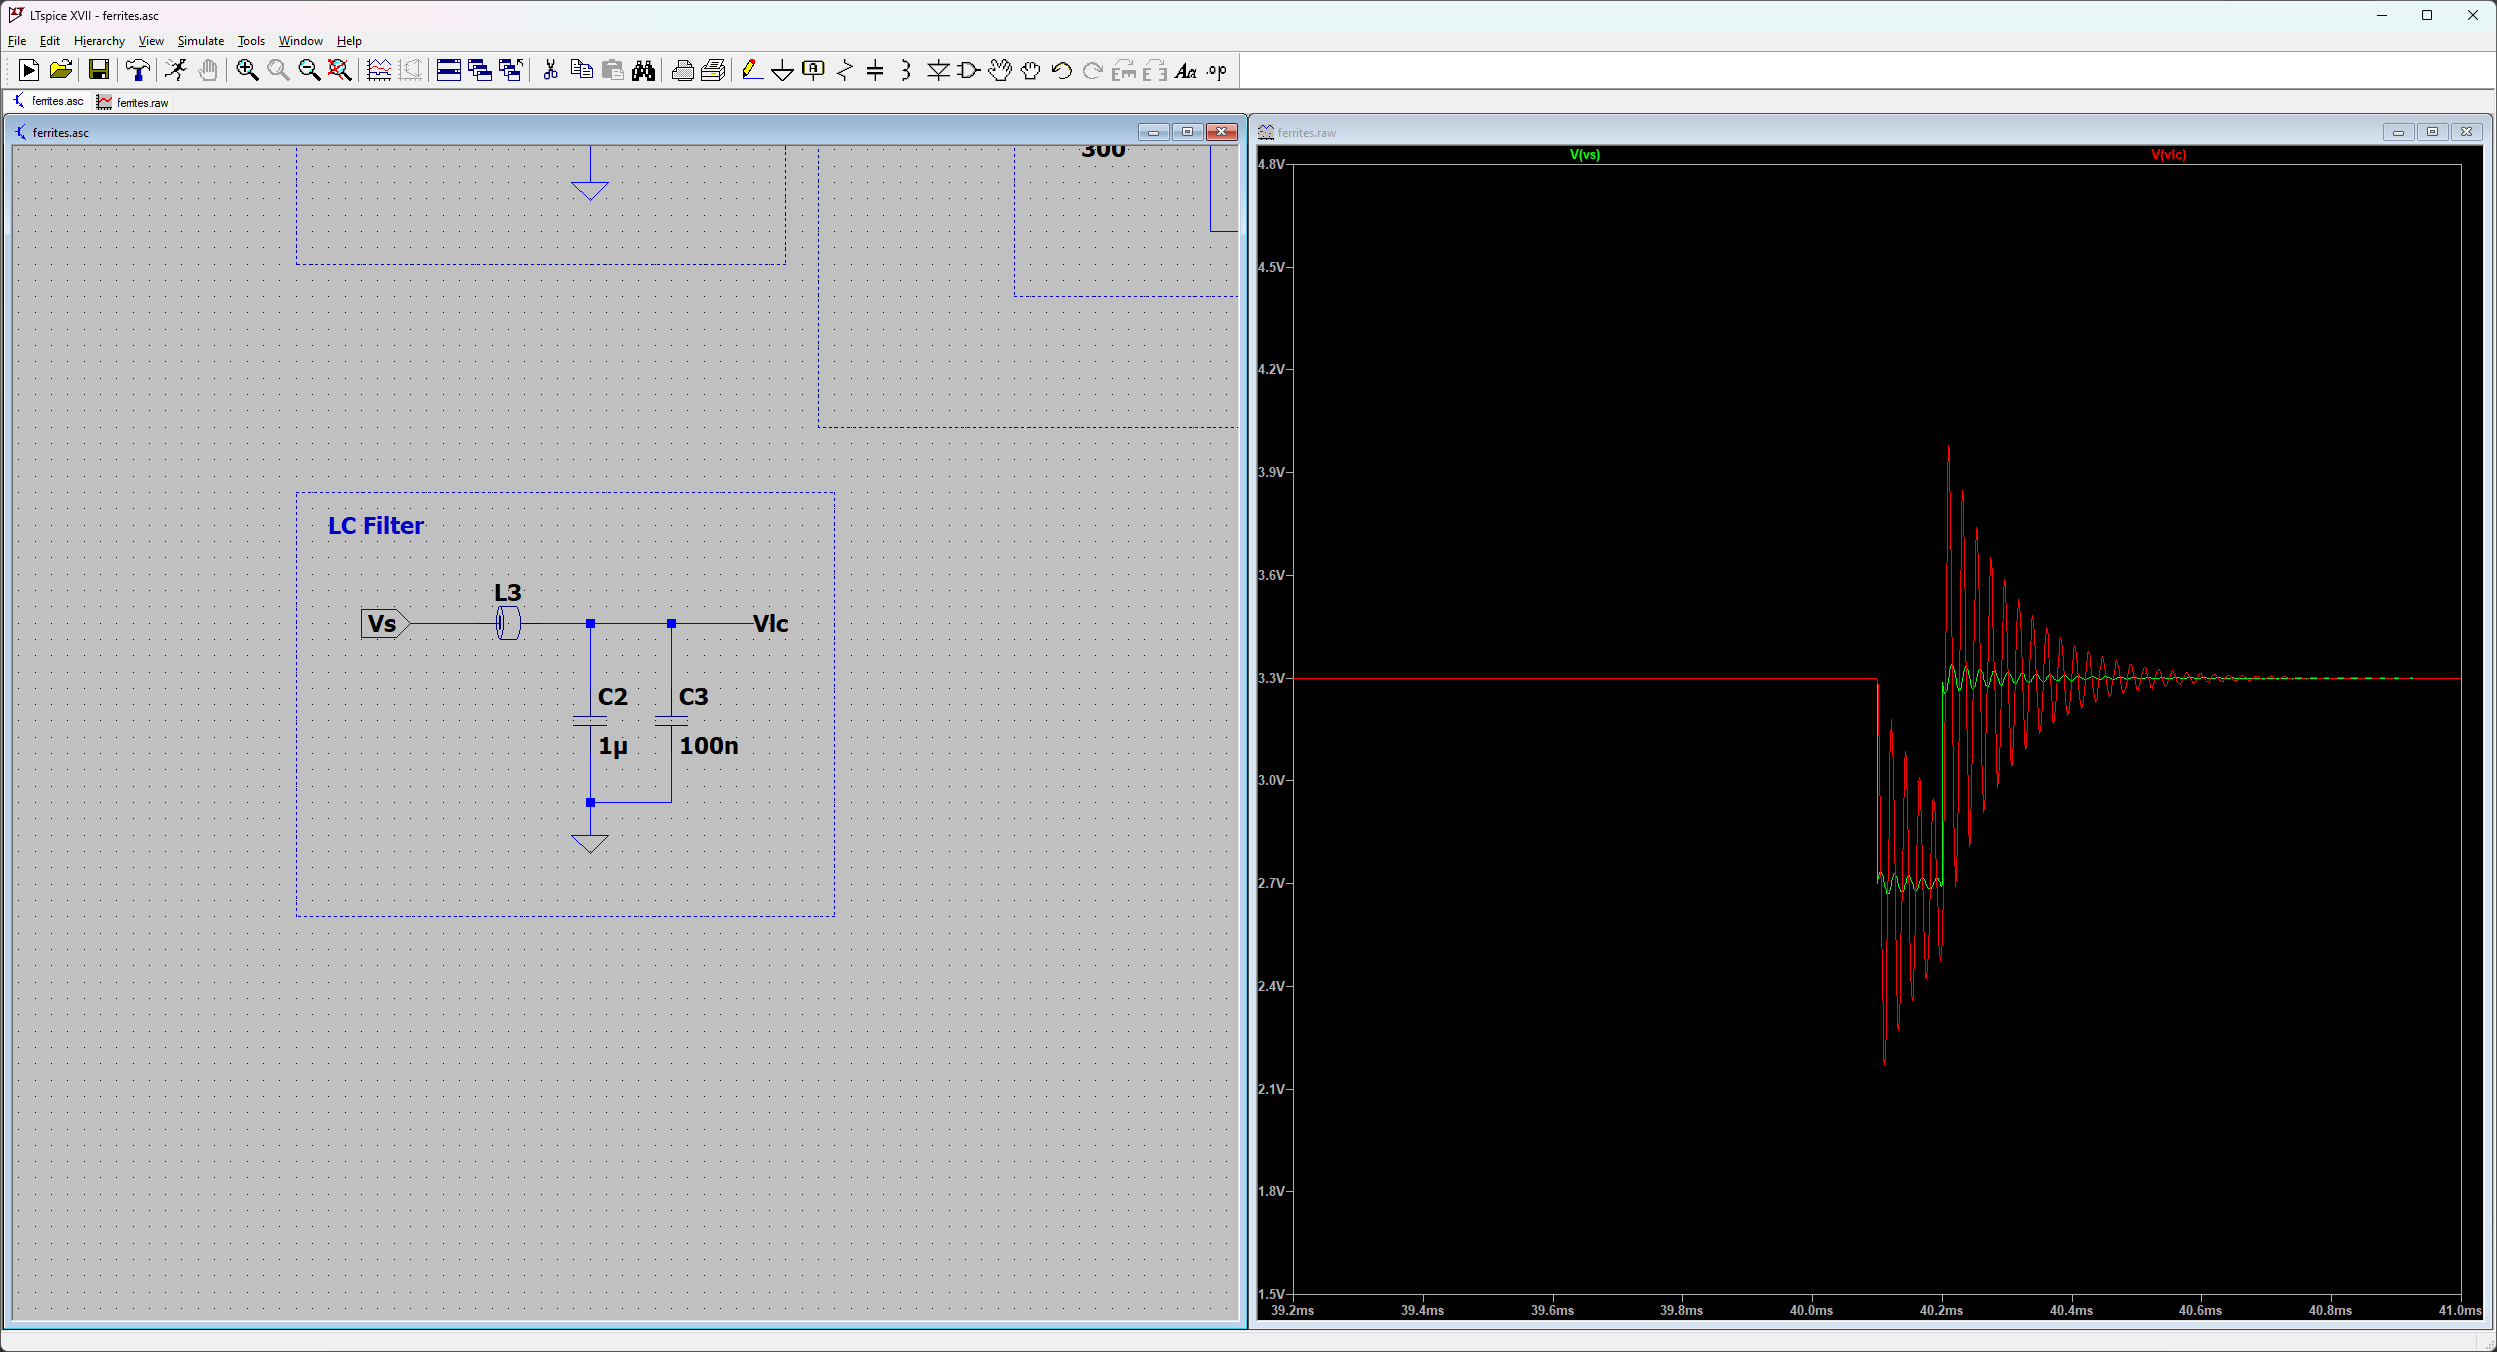 LTspice XVII - ferrites.asc
File Edit Hierarchy View Simulate Tools Window Help
A Aa .op
ferrites.asc ferrites.raw
ferrites.asc
300
LC Filter
L3
Vs Vlc
C2 C3
1µ 100n
ferrites.raw
V(vs) V(vlc)
4.8V
4.5V
4.2V
3.9V
3.6V
3.3V
3.0V
2.7V
2.4V
2.1V
1.8V
1.5V
39.2ms 39.4ms 39.6ms 39.8ms 40.0ms 40.2ms 40.4ms 40.6ms 40.8ms 41.0ms